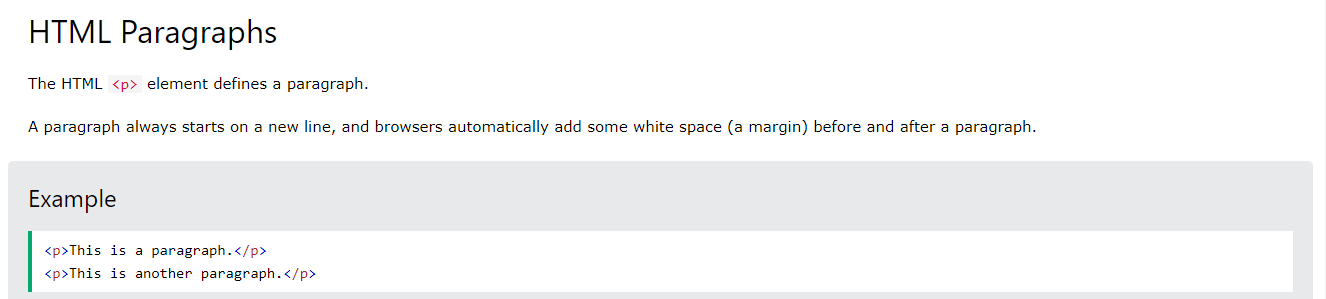 HTML Paragraphs
The HTML <p> element defines a paragraph.
A paragraph always starts on a new line, and browsers automatically add some white space (a margin) before and after a paragraph.
Example
<p>This is a paragraph.</p>
<p>This is another paragraph.</p>